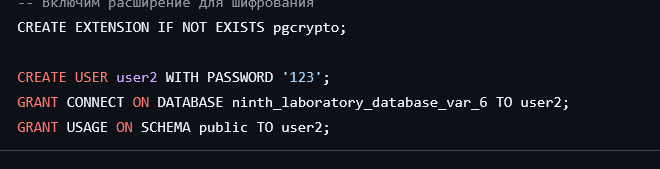 -- Включим расширение для шифрования
CREATE EXTENSION IF NOT EXISTS pgcrypto;
CREATE USER user2 WITH PASSWORD '123';
GRANT CONNECT ON DATABASE ninth_laboratory_database_var_6 TO user2;
GRANT USAGE ON SCHEMA public TO user2;